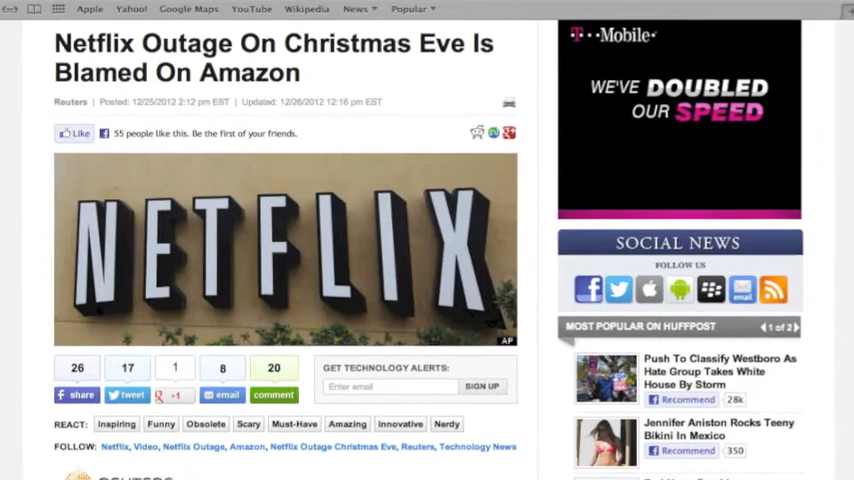 Apple Yahoo! Google Maps YouTube Wikipedia News Popular
Netflix Outage On Christmas Eve Is
Blamed On Amazon
Reuters | Posted: 12/25/2012 2:12 pm EST | Updated: 12/26/2012 12:16 pm EST
Like 55 people like this. Be the first of your friends.
NETFLIX
AP
26 17 1 8 20
share tweet +1 email comment
GET TECHNOLOGY ALERTS:
Enter email SIGN UP
REACT: Inspiring Funny Obsolete Scary Must-Have Amazing Innovative Nerdy
FOLLOW: Netflix, Video, Netflix Outage, Amazon, Netflix Outage Christmas Eve, Reuters, Technology News
REUTERS
T··Mobile·
WE'VE DOUBLED
OUR SPEED
SOCIAL NEWS
FOLLOW US
email
MOST POPULAR ON HUFFPOST 1 of 2
Push To Classify Westboro As
Hate Group Takes White
House By Storm
Recommend 28k
Jennifer Aniston Rocks Teeny
Bikini In Mexico
Recommend 350